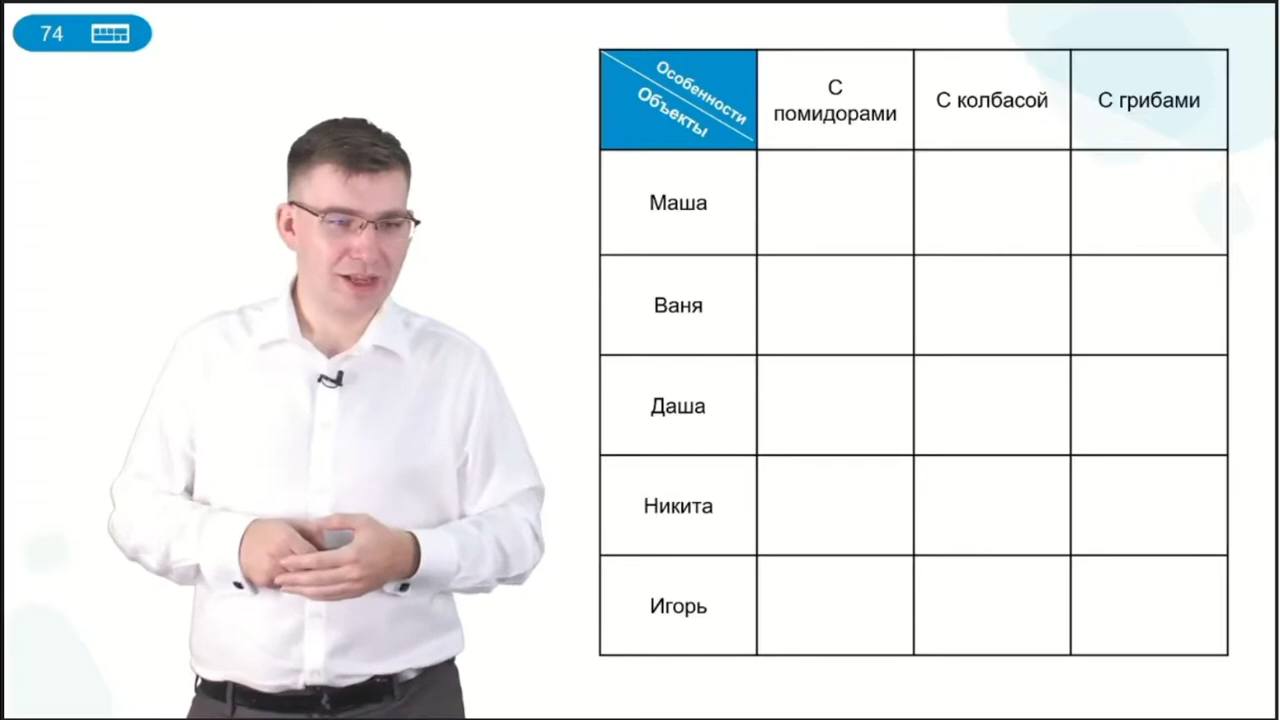 74
Особенности
Объекты
С
помидорами
С колбасой
С грибами
Маша
Ваня
Даша
Никита
Игорь